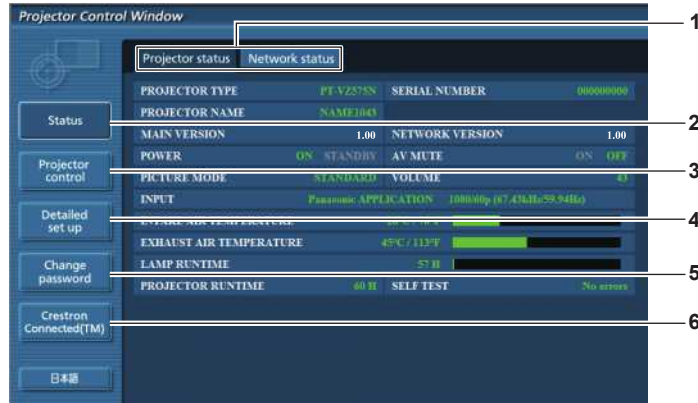 Projector Control Window
1
Projector status Network status
PROJECTOR TYPE PT-VZ575N SERIAL NUMBER 000000000
PROJECTOR NAME NAME1043
Status
2
MAIN VERSION 1.00 NETWORK VERSION 1.00
POWER ON STANDBY AV MUTE ON OFF
Projector control
3
PICTURE MODE STANDARD VOLUME 43
INPUT Panasonic APPLICATION 1080/60p (67.43kHz/59.94Hz)
Detailed set up
4
INTAKE AIR TEMPERATURE
EXHAUST AIR TEMPERATURE 45°C / 113°F
Change password
5
LAMP RUNTIME 57 H
PROJECTOR RUNTIME 60 H SELF TEST No errors
Crestron Connected(TM)
6
日本語